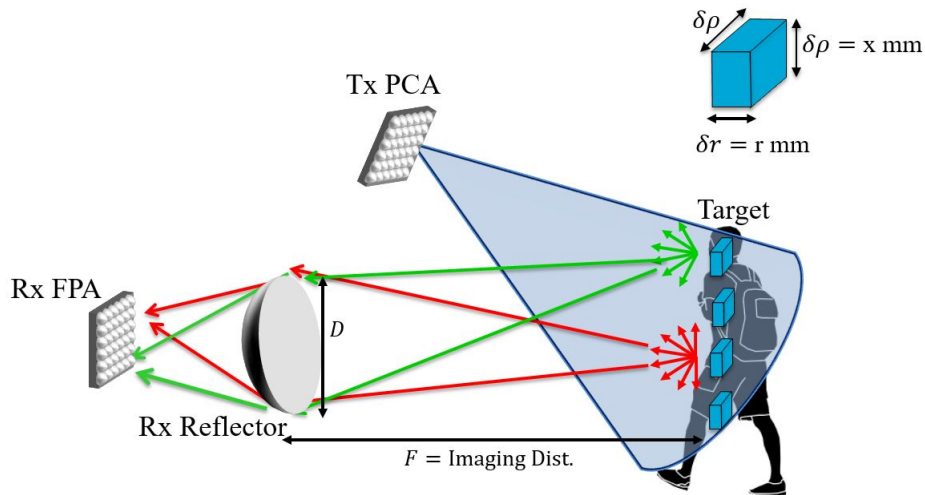 δρ
δρ = x mm
δr = r mm
Tx PCA
Target
Rx FPA
D
Rx Reflector
F = Imaging Dist.